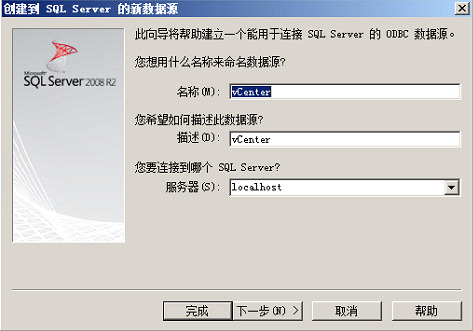 创建到 SQL Server 的新数据源
Microsoft
SQL Server 2008 R2
此向导将帮助建立一个能用于连接 SQL Server 的 ODBC 数据源。
您想用什么名称来命名数据源?
名称(M): vCenter
您希望如何描述此数据源?
描述(D): vCenter
您要连接到哪个 SQL Server?
服务器(S): localhost
完成 下一步(N) > 取消 帮助